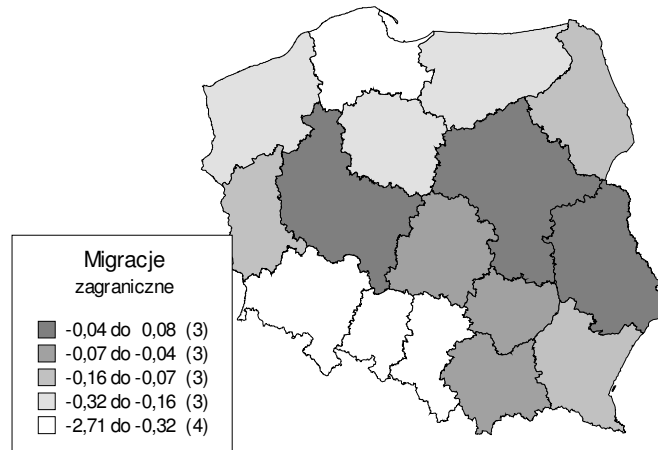 Migracje
zagraniczne
-0,04 do 0,08 (3)
-0,07 do -0,04 (3)
-0,16 do -0,07 (3)
-0,32 do -0,16 (3)
-2,71 do -0,32 (4)